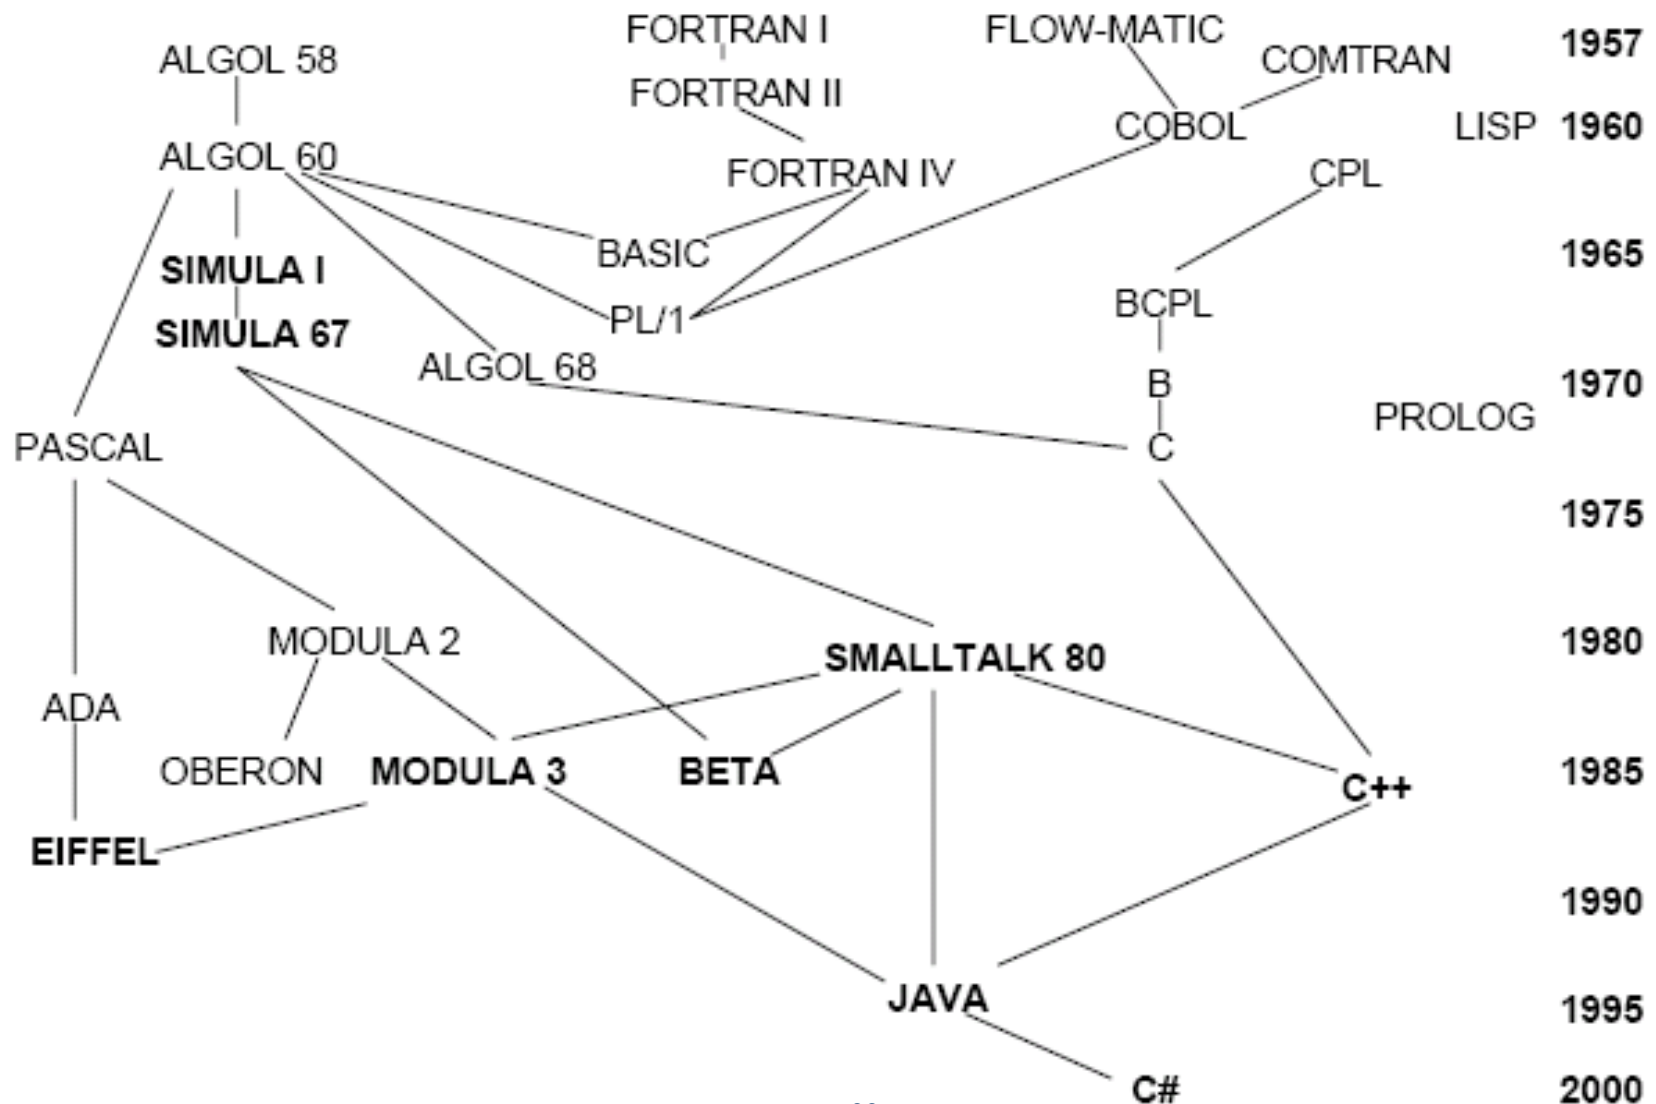 FORTRAN I
FLOW-MATIC
1957
ALGOL 58
COMTRAN
FORTRAN II
COBOL
LISP
1960
ALGOL 60
FORTRAN IV
CPL
BASIC
1965
SIMULA I
BCPL
PL/1
SIMULA 67
ALGOL 68
B
1970
PROLOG
PASCAL
C
1975
MODULA 2
1980
SMALLTALK 80
ADA
OBERON
MODULA 3
BETA
1985
C++
EIFFEL
1990
JAVA
1995
C#
2000